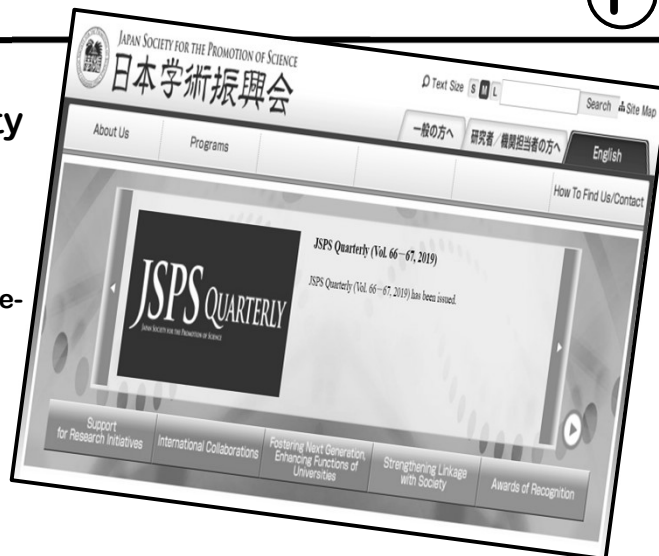 JAPAN SOCIETY FOR THE PROMOTION OF SCIENCE
日本学術振興会
Text Size S M L Search Site Map
一般の方へ 研究者/機関担当者の方へ English
About Us Programs How To Find Us/Contact
JSPS Quarterly (Vol. 66-67, 2019)
JSPS Quarterly (Vol. 66-67, 2019) has been issued.
JSPS QUARTERLY
JAPAN SOCIETY FOR THE PROMOTION OF SCIENCE
Support
for Research Initiatives
International Collaborations
Fostering Next Generation,
Enhancing Functions of
Universities
Strengthening Linkage
with Society
Awards of Recognition
ty
e-